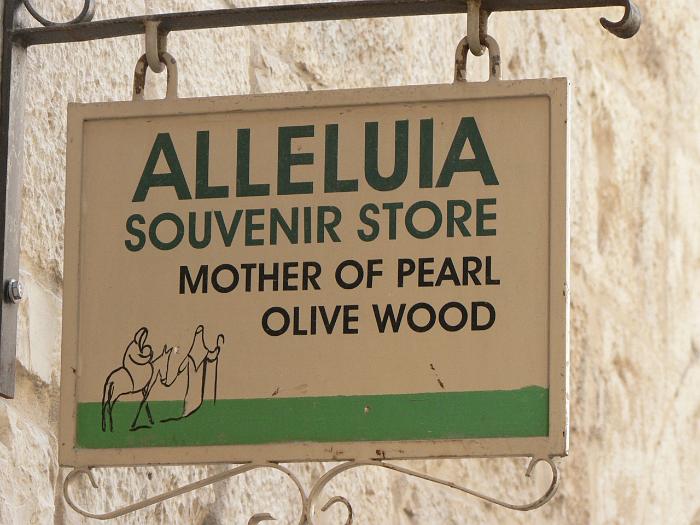 ALLELUIA
SOUVENIR STORE
MOTHER OF PEARL
OLIVE WOOD